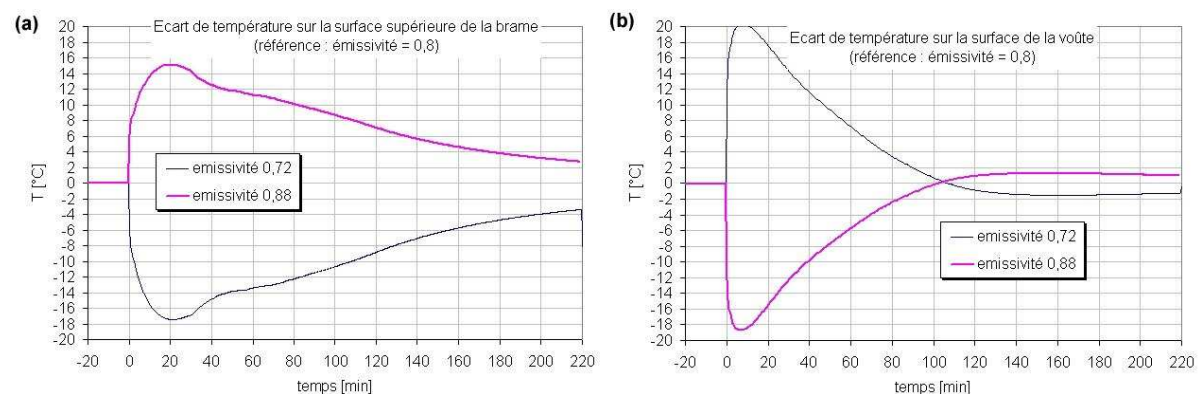 (a)
Ecart de température sur la surface supérieure de la brame
(référence : émissivité = 0,8)
T [°C]
20
18
16
14
12
10
8
6
4
2
0
-2
-4
-6
-8
-10
-12
-14
-16
-18
-20
emissivité 0,72
emissivité 0,88
-20 0 20 40 60 80 100 120 140 160 180 200 220
temps [min]
(b)
Ecart de température sur la surface de la voûte
(référence : émissivité = 0,8)
T [°C]
20
18
16
14
12
10
8
6
4
2
0
-2
-4
-6
-8
-10
-12
-14
-16
-18
-20
emissivité 0,72
emissivité 0,88
-20 0 20 40 60 80 100 120 140 160 180 200 220
temps [min]